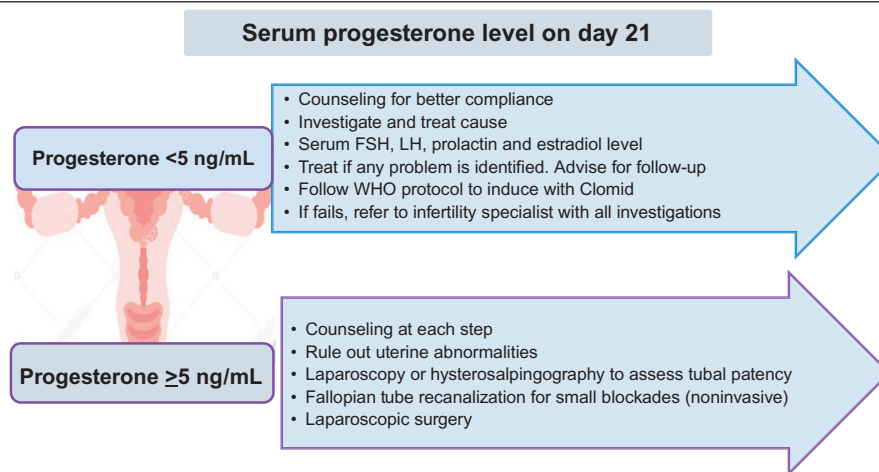 Serum progesterone level on day 21
Progesterone <5 ng/mL
• Counseling for better compliance
• Investigate and treat cause
• Serum FSH, LH, prolactin and estradiol level
• Treat if any problem is identified. Advise for follow-up
• Follow WHO protocol to induce with Clomid
• If fails, refer to infertility specialist with all investigations
Progesterone ≥5 ng/mL
• Counseling at each step
• Rule out uterine abnormalities
• Laparoscopy or hysterosalpingography to assess tubal patency
• Fallopian tube recanalization for small blockades (noninvasive)
• Laparoscopic surgery